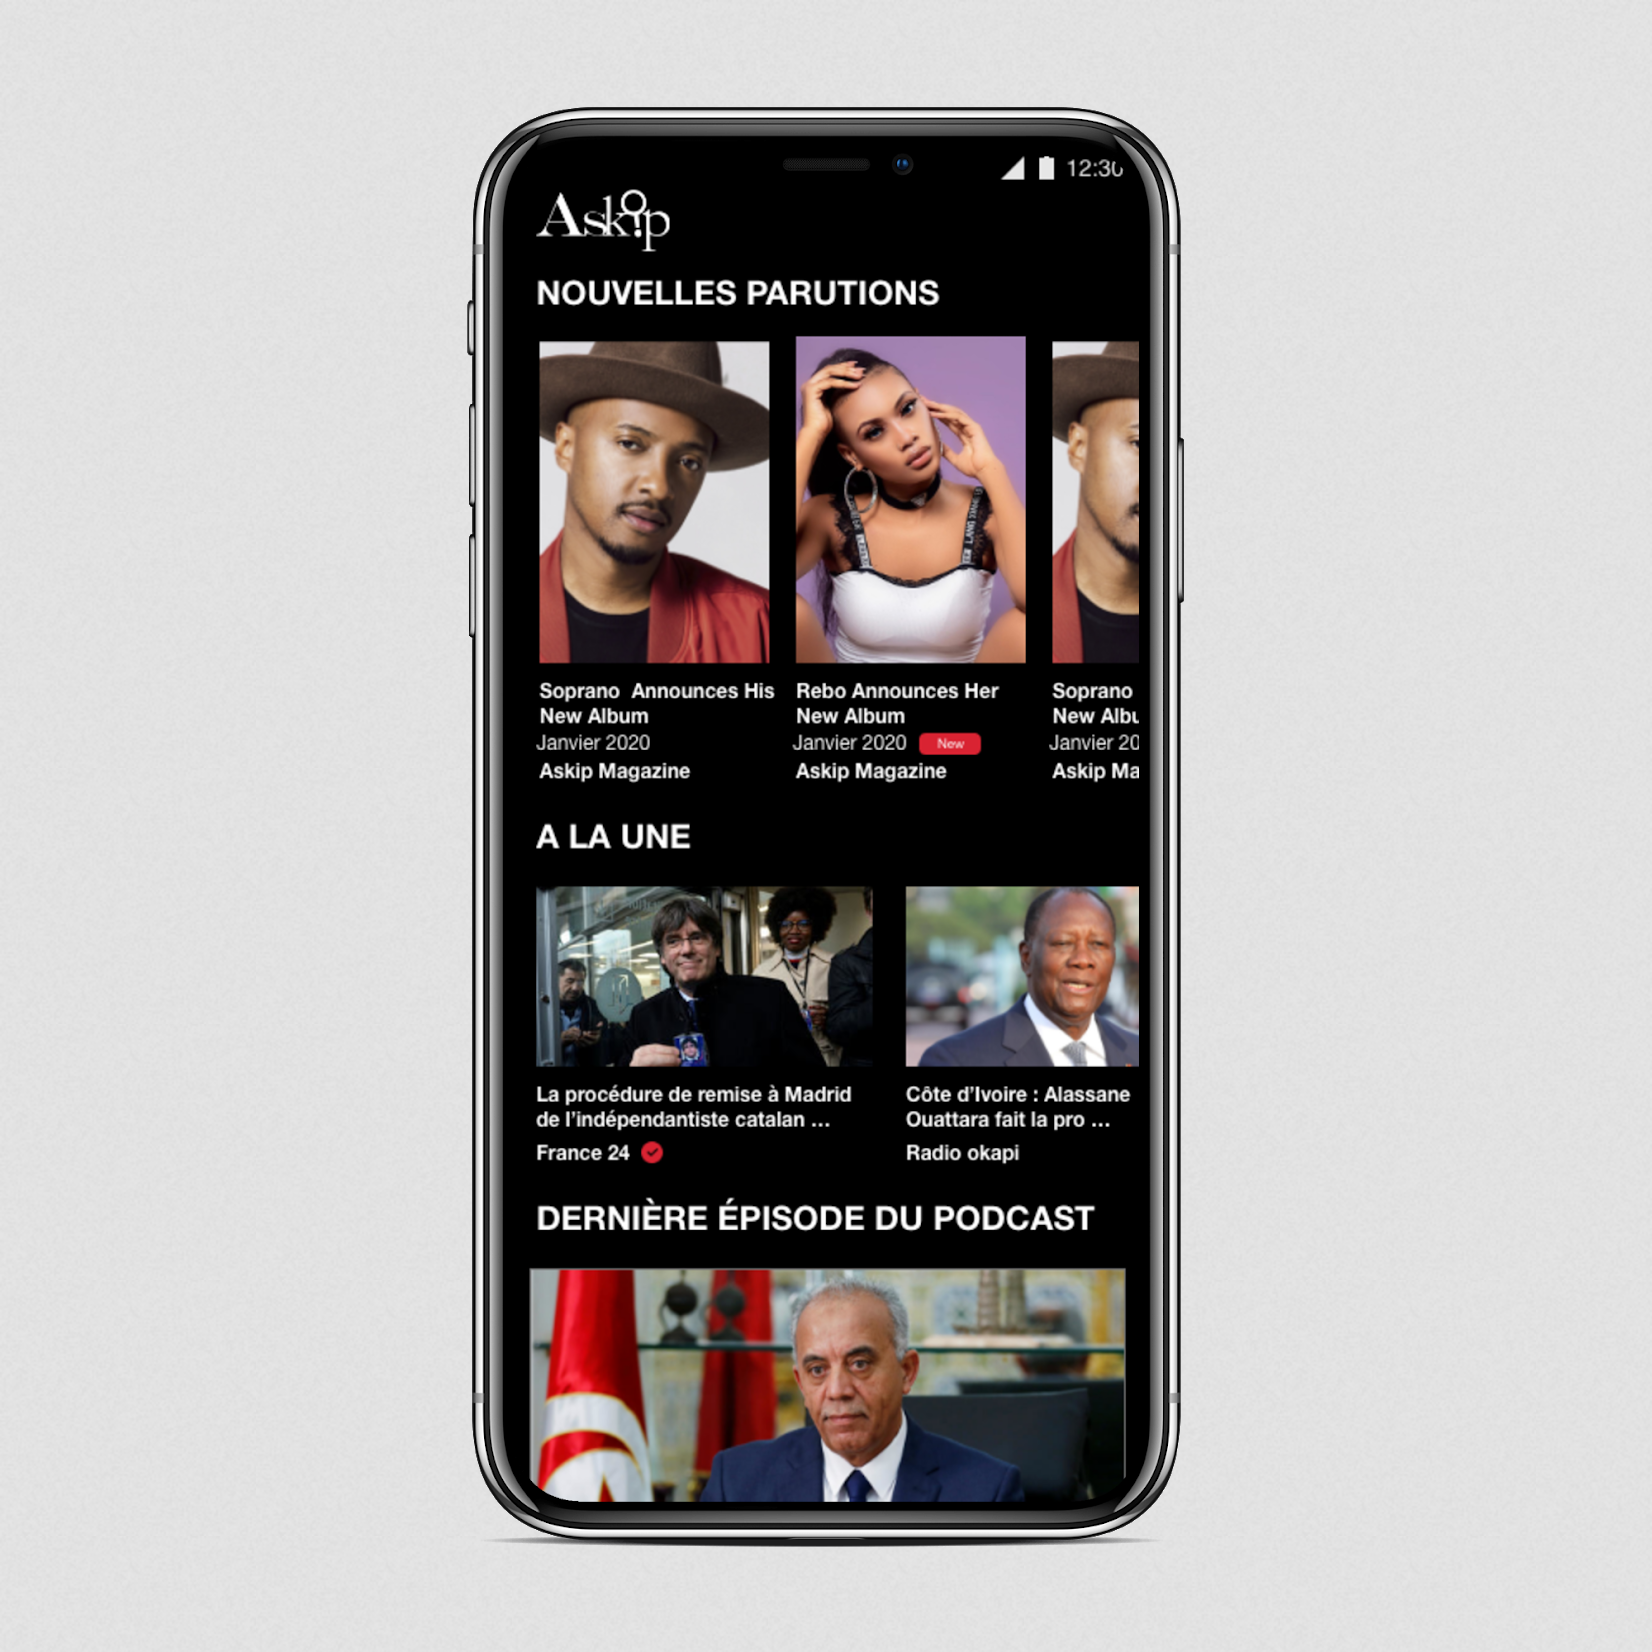 12:30
Askip
NOUVELLES PARUTIONS
Soprano  Announces His
New Album
Janvier 2020
Askip Magazine
Rebo Announces Her
New Album
Janvier 2020 New
Askip Magazine
Soprano
New Albu
Janvier 20
Askip Ma
A LA UNE
La procédure de remise à Madrid
de l’indépendantiste catalan ...
France 24
Côte d’Ivoire : Alassane
Ouattara fait la pro ...
Radio okapi
DERNIÈRE ÉPISODE DU PODCAST